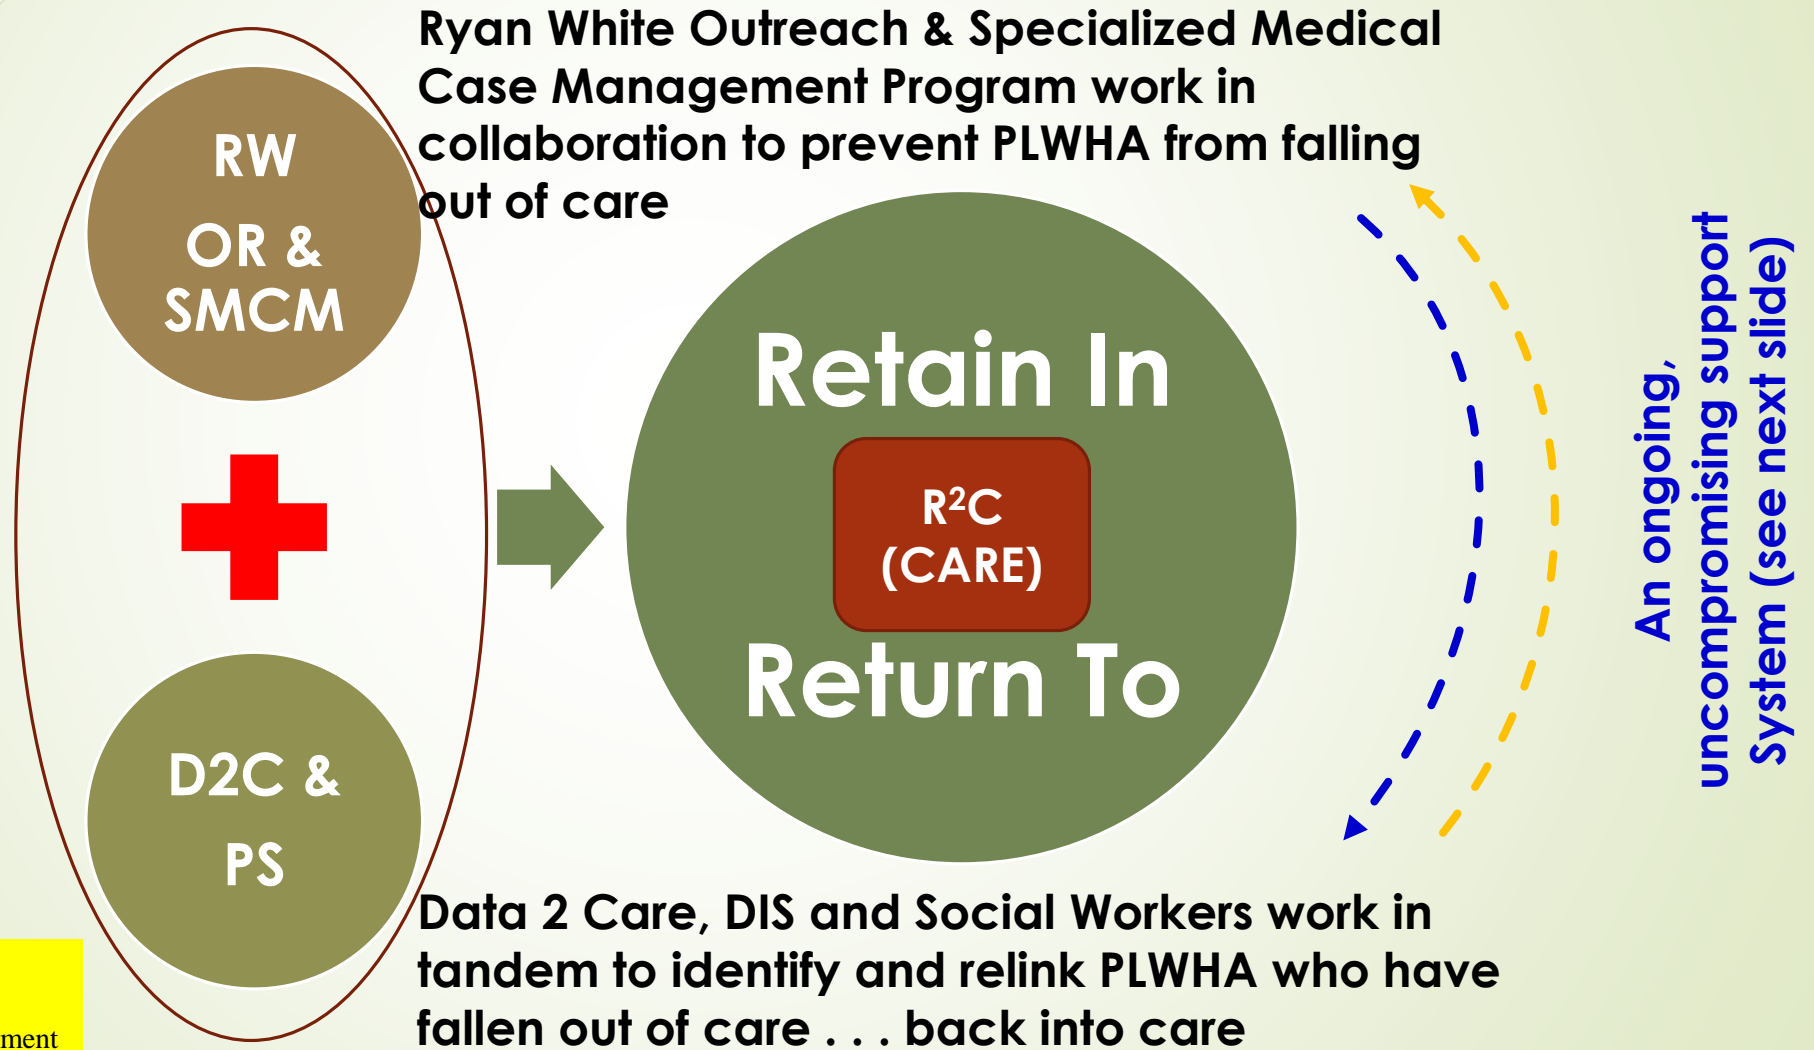 Ryan White Outreach & Specialized Medical
Case Management Program work in
collaboration to prevent PLWHA from falling
out of care
RW
OR &
SMCM
D2C &
PS
Retain In
R²C
(CARE)
Return To
An ongoing,
uncompromising support
System (see next slide)
Data 2 Care, DIS and Social Workers work in
tandem to identify and relink PLWHA who have
fallen out of care . . . back into care
ment